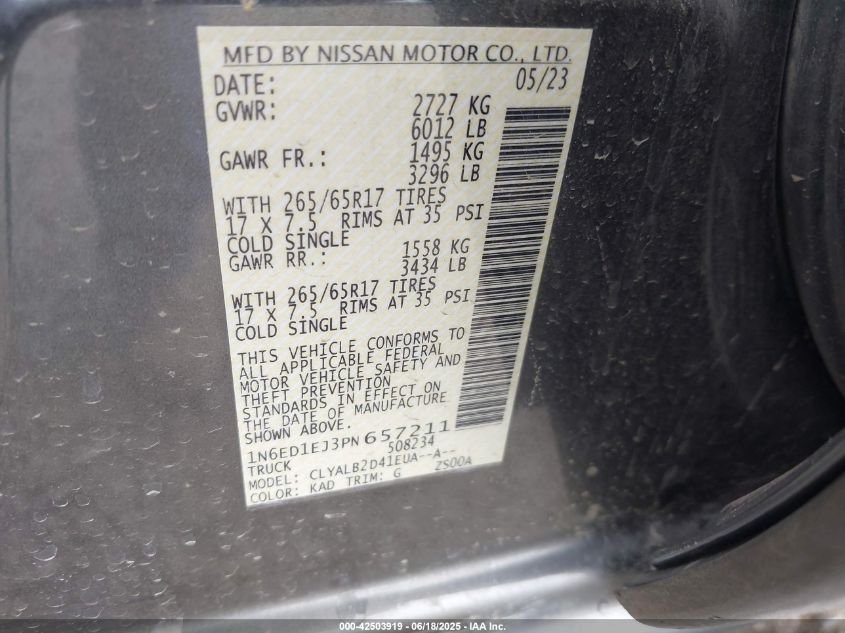 MFD BY NISSAN MOTOR CO., LTD.
DATE: 05/23
GVWR: 2727 KG
6012 LB
GAWR FR.: 1495 KG
3296 LB
WITH 265/65R17 TIRES
17 X 7.5 RIMS AT 35 PSI
COLD SINGLE
GAWR RR.: 1558 KG
3434 LB
WITH 265/65R17 TIRES
17 X 7.5 RIMS AT 35 PSI
COLD SINGLE
THIS VEHICLE CONFORMS TO
ALL APPLICABLE FEDERAL
MOTOR VEHICLE SAFETY AND
THEFT PREVENTION
STANDARDS IN EFFECT ON
THE DATE OF MANUFACTURE
SHOWN ABOVE.
1N6ED1EJ3PN657211
TRUCK 508234
MODEL: CLYALB2D41EUA--A--
COLOR: KAD TRIM: G ZS00A
000-42503919 - 06/18/2025 - IAA Inc.